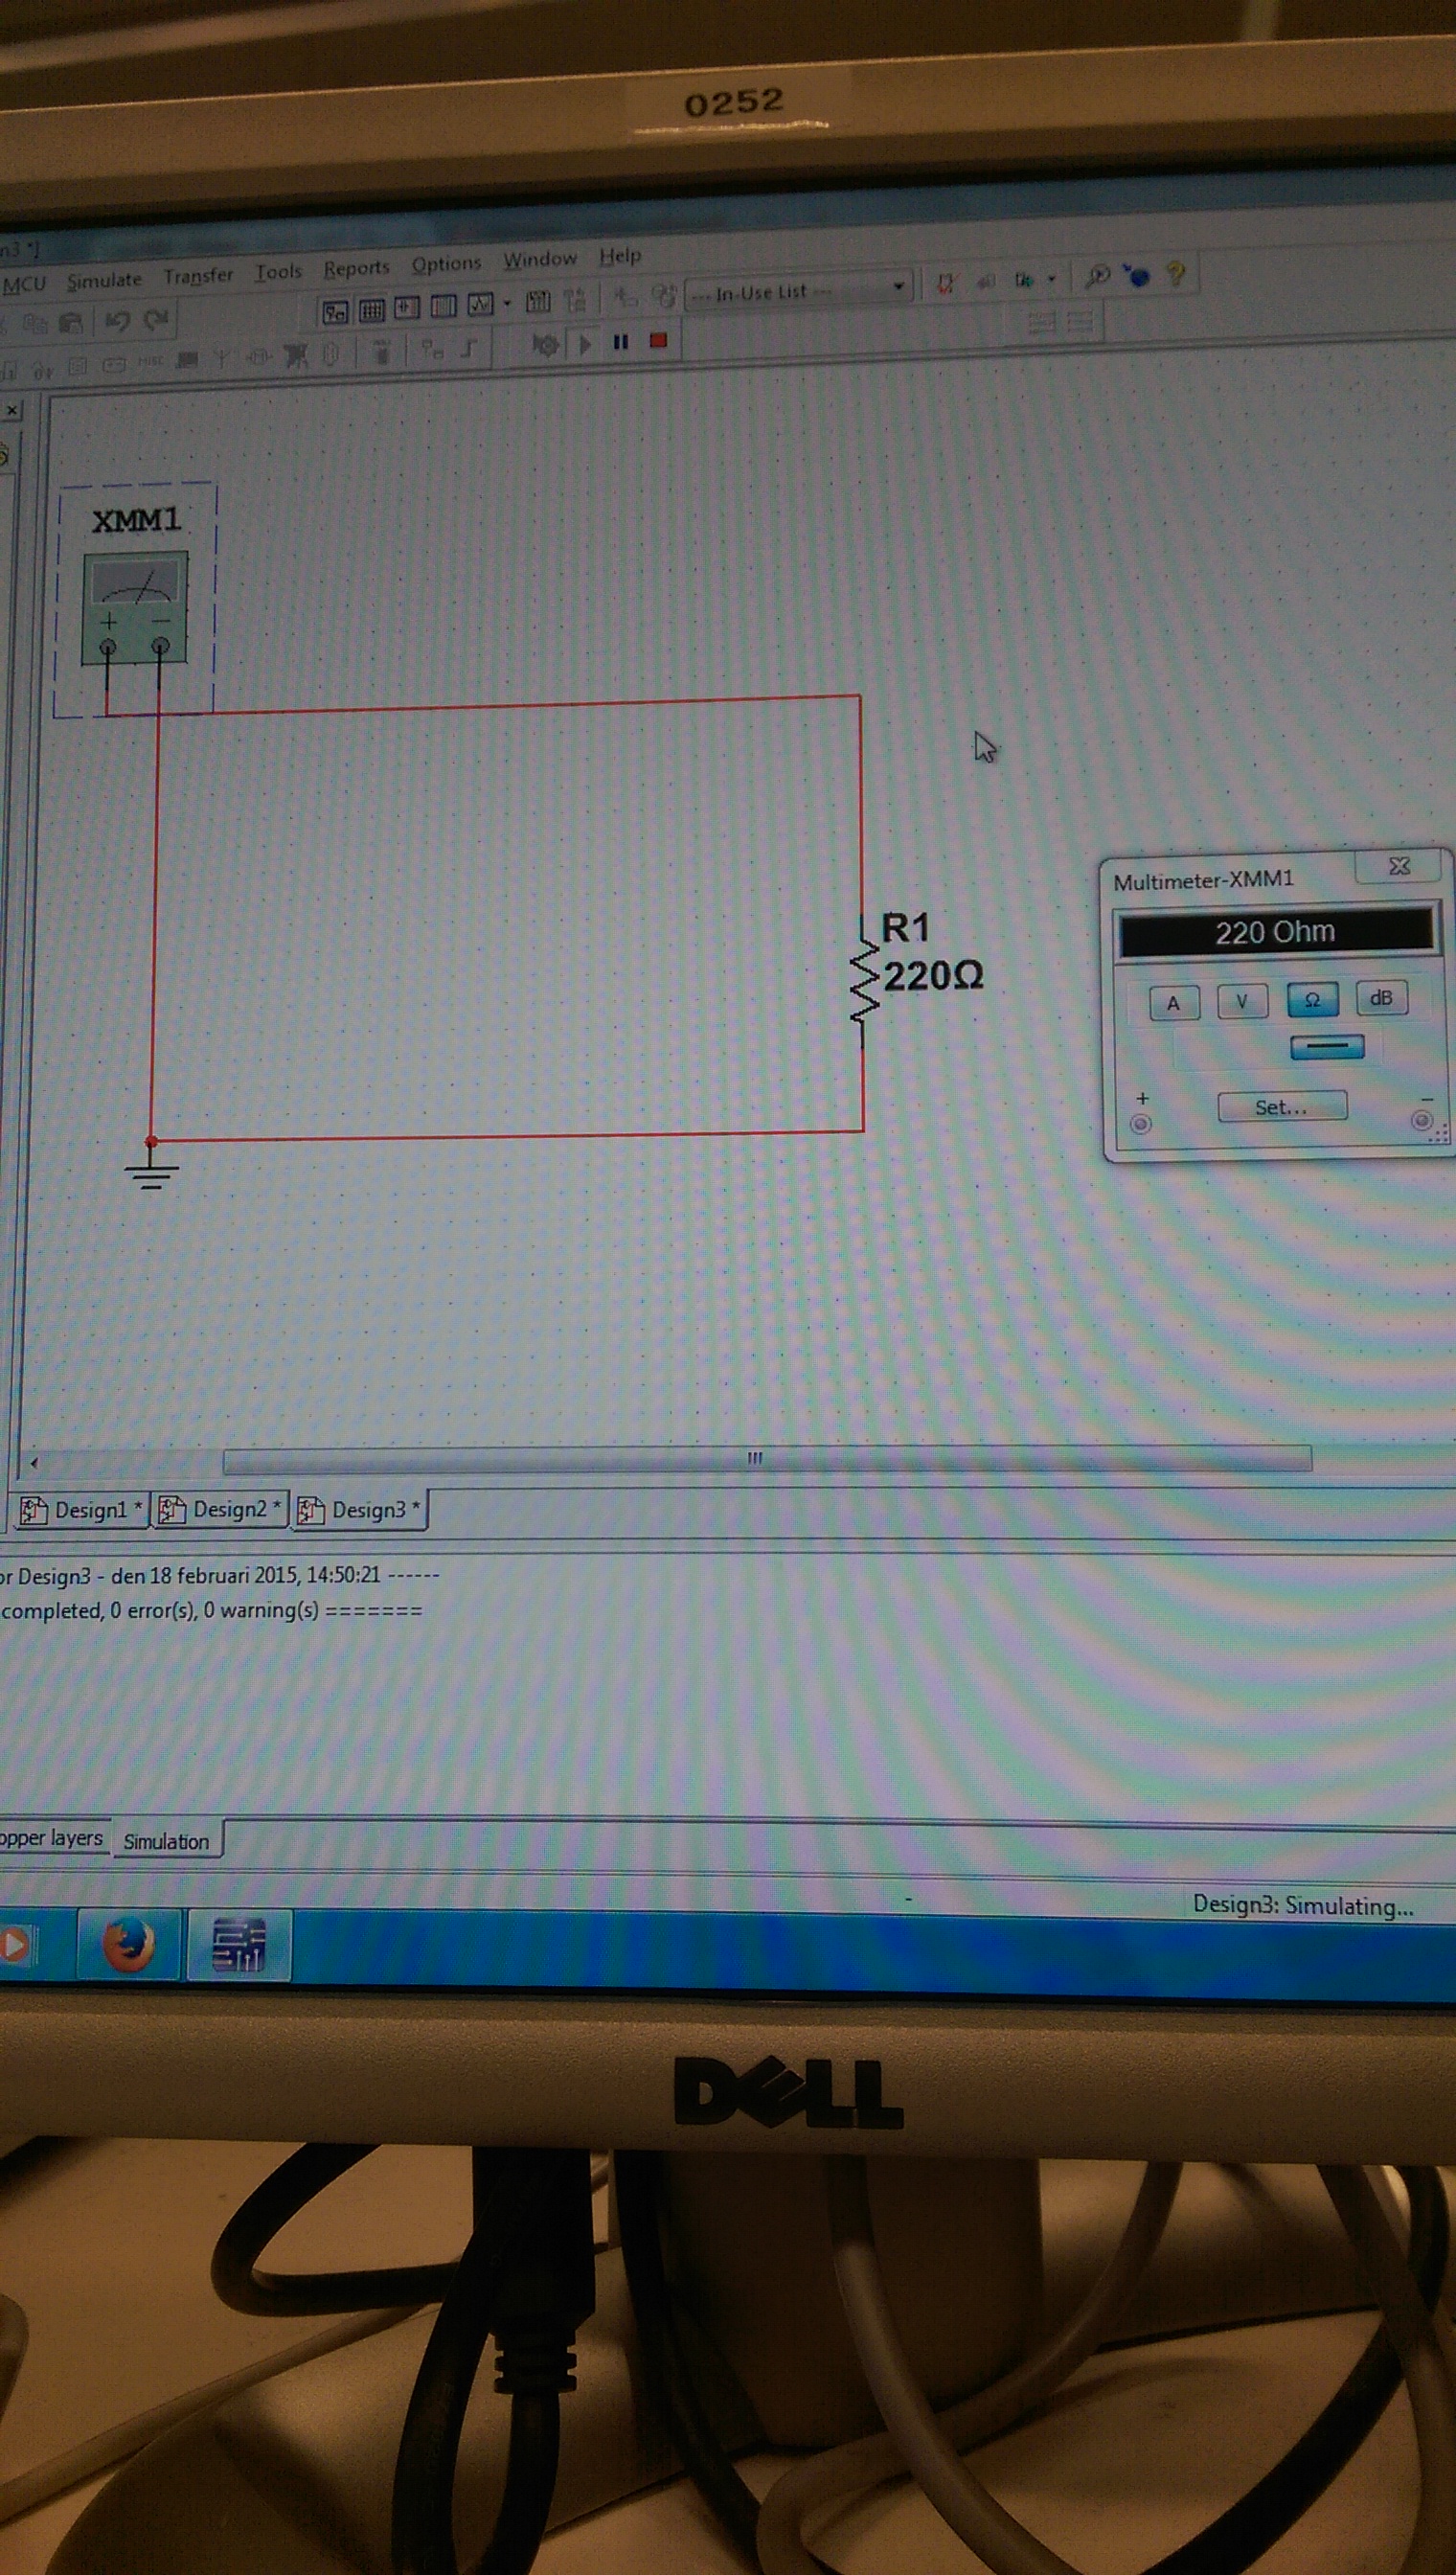 0252
n3 *]
MCU Simulate Transfer Tools Reports Options Window Help
--- In-Use List ---
MISC
XMM1
+ −
R1
220Ω
Multimeter-XMM1
220 Ohm
A V Ω dB
+ −
Set...
Design1 * Design2 * Design3 *
or Design3 - den 18 februari 2015, 14:50:21 ------
completed, 0 error(s), 0 warning(s) =======
opper layers Simulation
-
Design3: Simulating...
DELL